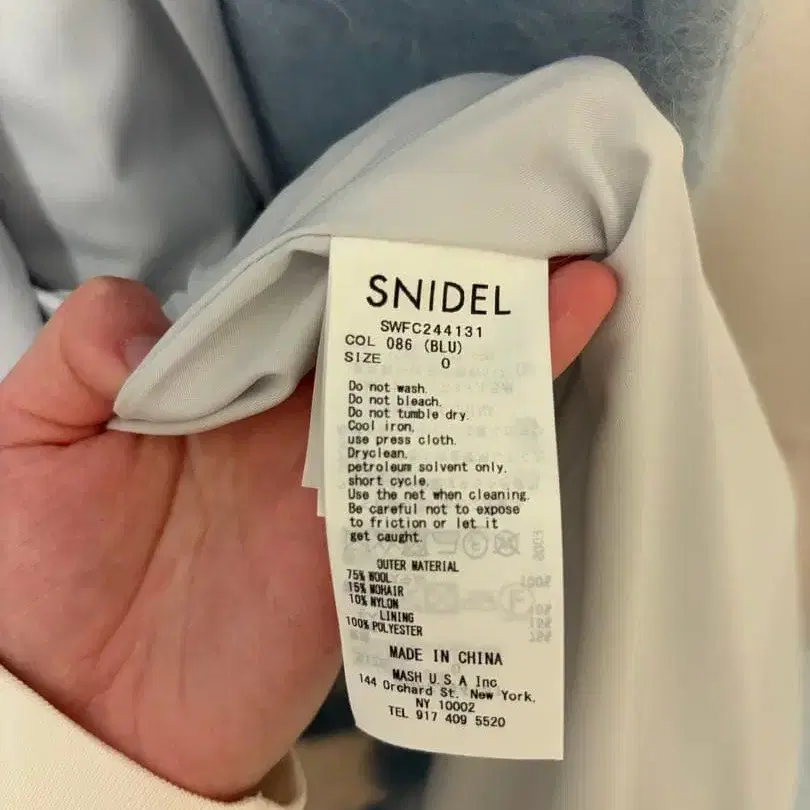 SNIDEL
SWFC244131
COL 086 (BLU)
SIZE 0
Do not wash.
Do not bleach.
Do not tumble dry.
Cool iron,
use press cloth.
Dryclean,
petroleum solvent only,
short cycle.
Use the net when cleaning.
Be careful not to expose
to friction or let it
get caught.
OUTER MATERIAL
75% WOOL
15% MOHAIR
10% NYLON
LINING
100% POLYESTER
MADE IN CHINA
MASH U.S.A Inc
144 Orchard St. New York,
NY 10002
TEL 917 409 5520